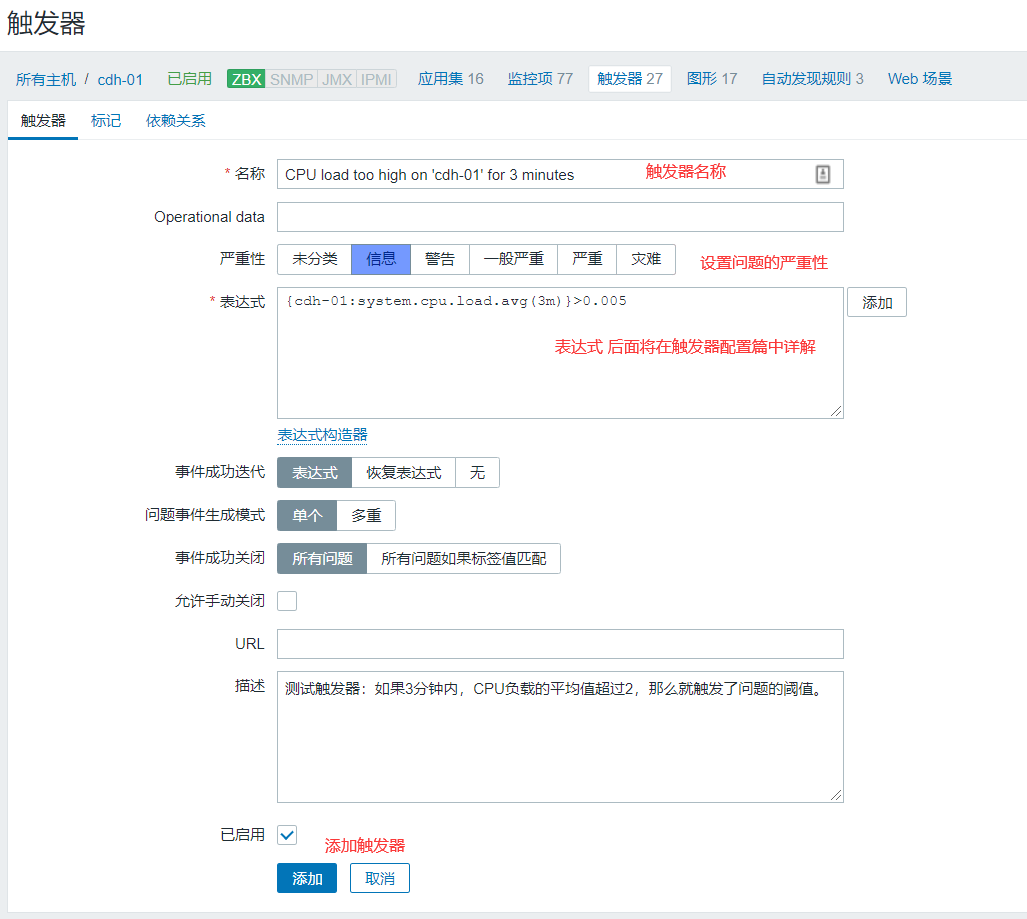 触发器
所有主机 / cdh-01 已启用 ZBX SNMP JMX IPMI 应用集 16 监控项 77 触发器 27 图形 17 自动发现规则 3 Web 场景
触发器 标记 依赖关系
* 名称 CPU load too high on 'cdh-01' for 3 minutes 触发器名称
Operational data
严重性 未分类 信息 警告 一般严重 严重 灾难 设置问题的严重性
* 表达式 {cdh-01:system.cpu.load.avg(3m)}>0.005 添加
表达式 后面将在触发器配置篇中详解
表达式构造器
事件成功迭代 表达式 恢复表达式 无
问题事件生成模式 单个 多重
事件成功关闭 所有问题 所有问题如果标签值匹配
允许手动关闭
URL
描述 测试触发器：如果3分钟内，CPU负载的平均值超过2，那么就触发了问题的阈值。
已启用 添加触发器
添加 取消